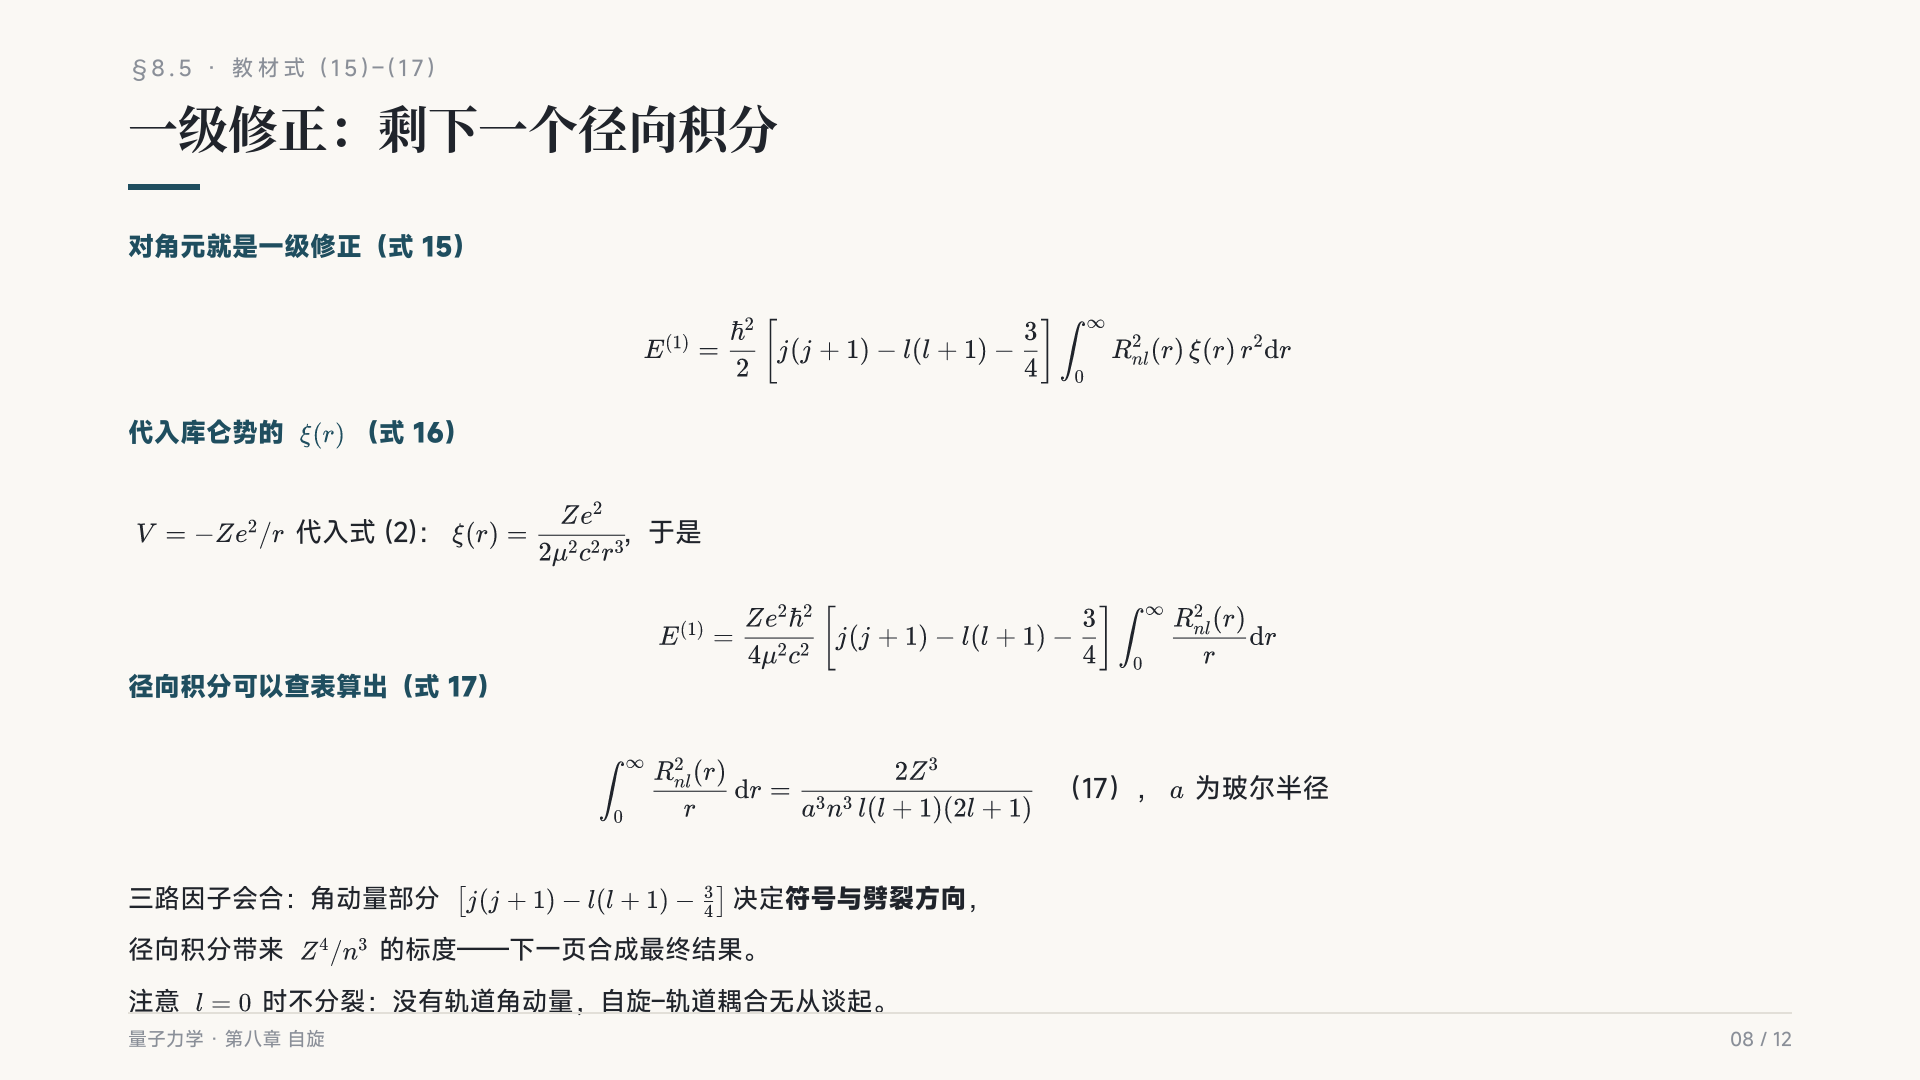 §8.5 · 教材式 (15)–(17)
一级修正：剩下一个径向积分
对角元就是一级修正（式 15）
$E^{(1)} = \frac{\hbar^2}{2} \left[ j(j+1) - l(l+1) - \frac{3}{4} \right] \int_0^\infty R_{nl}^2(r)\, \xi(r)\, r^2 \mathrm{d}r$
代入库仑势的 $\xi(r)$ （式 16）
$V = -Ze^2/r$ 代入式 (2)： $\xi(r) = \frac{Ze^2}{2\mu^2c^2r^3}$，于是
$E^{(1)} = \frac{Ze^2\hbar^2}{4\mu^2c^2} \left[ j(j+1) - l(l+1) - \frac{3}{4} \right] \int_0^\infty \frac{R_{nl}^2(r)}{r} \mathrm{d}r$
径向积分可以查表算出（式 17）
$\int_0^\infty \frac{R_{nl}^2(r)}{r}\, \mathrm{d}r = \frac{2Z^3}{a^3n^3\, l(l+1)(2l+1)}$ （17），$a$ 为玻尔半径
三路因子会合：角动量部分 $\left[ j(j+1) - l(l+1) - \frac{3}{4} \right]$ 决定符号与劈裂方向，
径向积分带来 $Z^4/n^3$ 的标度——下一页合成最终结果。
注意 $l = 0$ 时不分裂：没有轨道角动量，自旋–轨道耦合无从谈起。
量子力学 · 第八章 自旋
08 / 12